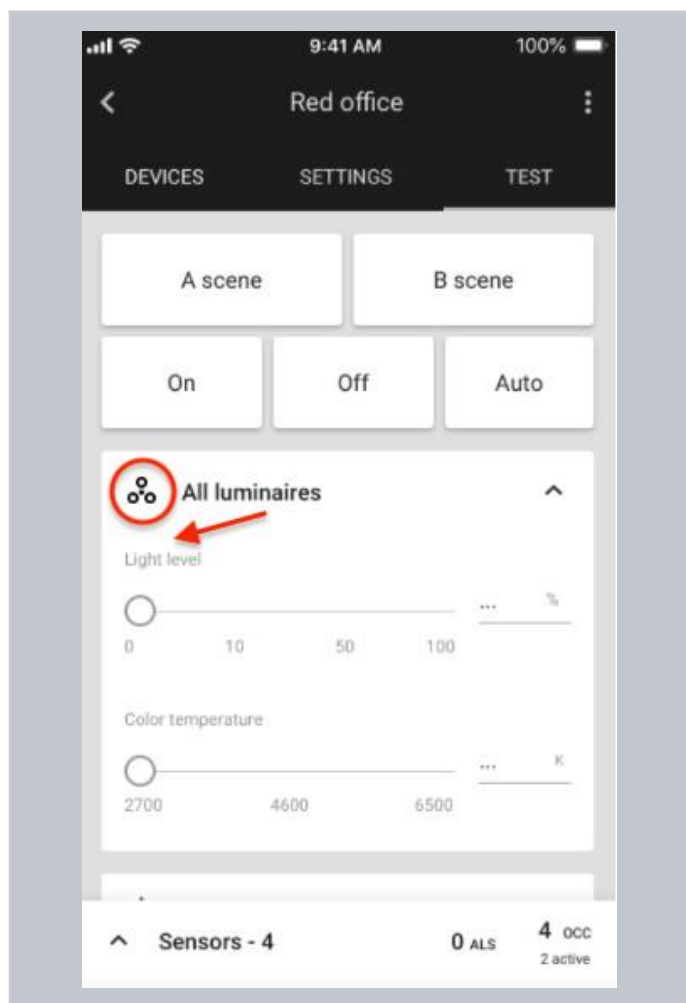 9:41 AM 100%
Red office
DEVICES SETTINGS TEST
A scene B scene
On Off Auto
All luminaires
Light level
... %
0 10 50 100
Color temperature
... K
2700 4600 6500
Sensors - 4 0 ALS 4 OCC
2 active